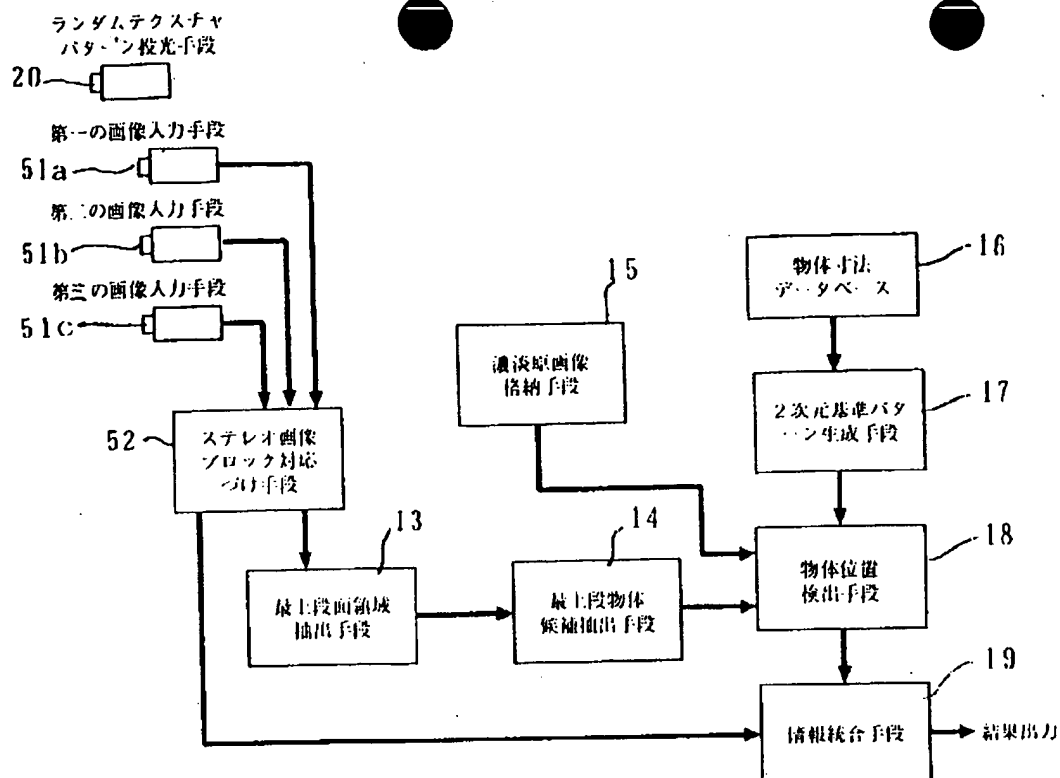 ランダムテクスチャ
パターン投光手段
20
第一の画像入力手段
51a
第二の画像入力手段
51b
第三の画像入力手段
51c
52
ステレオ画像
ブロック対応
づけ手段
15
濃淡原画像
格納手段
16
物体寸法
データベース
17
2次元基準パタ
ーン生成手段
13
最上段面領域
抽出手段
14
最上段物体
候補抽出手段
18
物体位置
検出手段
19
情報統合手段
結果出力